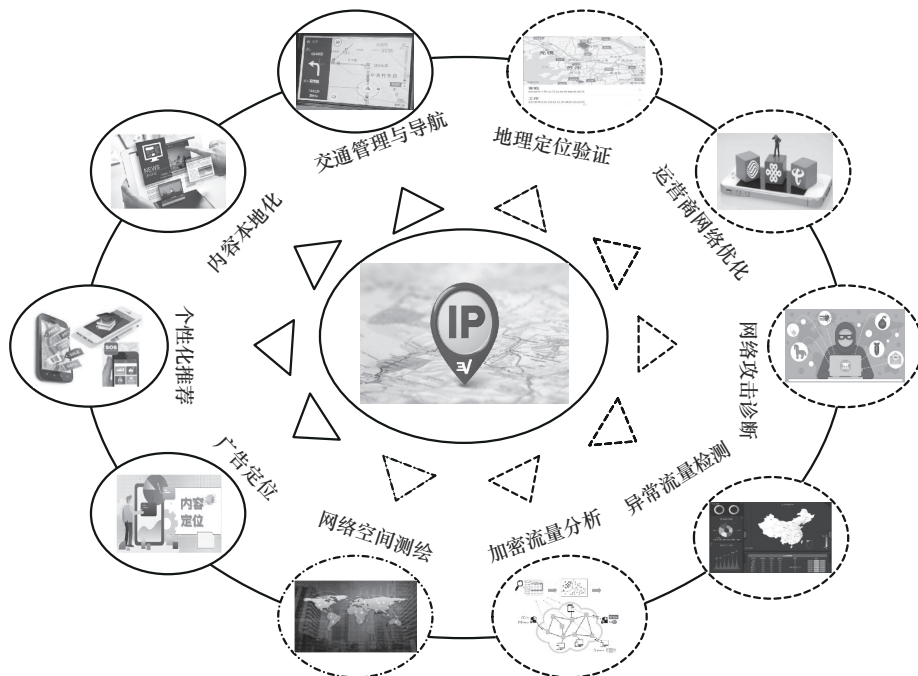 交通管理与导航
地理定位验证
运营商网络优化
网络攻击诊断
异常流量检测
加密流量分析
网络空间测绘
广告定位
个性化推荐
内容本地化
IP
NEWS
SOS
内容
定位